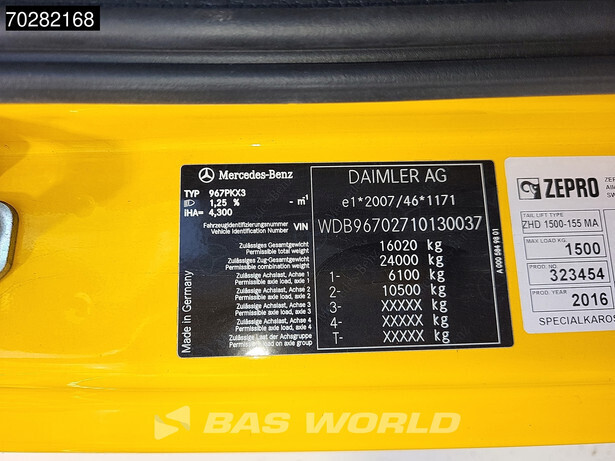 70282168
Mercedes-Benz
TYP 967PKX3
1,25 % - m¹
iHA= 4,300
Fahrzeugidentifizierungsnummer
Vehicle Identification Number VIN
DAIMLER AG
e1*2007/46*1171
WDB96702710130037
Zulässiges Gesamtgewicht
Permissible total weight
16020 kg
Zulässiges Zug-Gesamtgewicht
Permissible combination weight
24000 kg
Zulässige Achslast, Achse 1
Permissible axle load, axle 1
1- 6100 kg
Zulässige Achslast, Achse 2
Permissible axle load, axle 2
2- 10500 kg
Zulässige Achslast, Achse 3
Permissible axle load, axle 3
3- XXXXX kg
Zulässige Achslast, Achse 4
Permissible axle load, axle 4
4- XXXXX kg
Zulässige Last der Achsgruppe
Permissible load on axle group
T- XXXXX kg
Made in Germany
A 000 584 98 01
ZEPRO
TAIL LIFT TYPE
ZHD 1500-155 MA
MAX LOAD KG.
1500
PROD. NO
323454
PROD. YEAR
2016
SPECIALKAROS
BAS WORLD